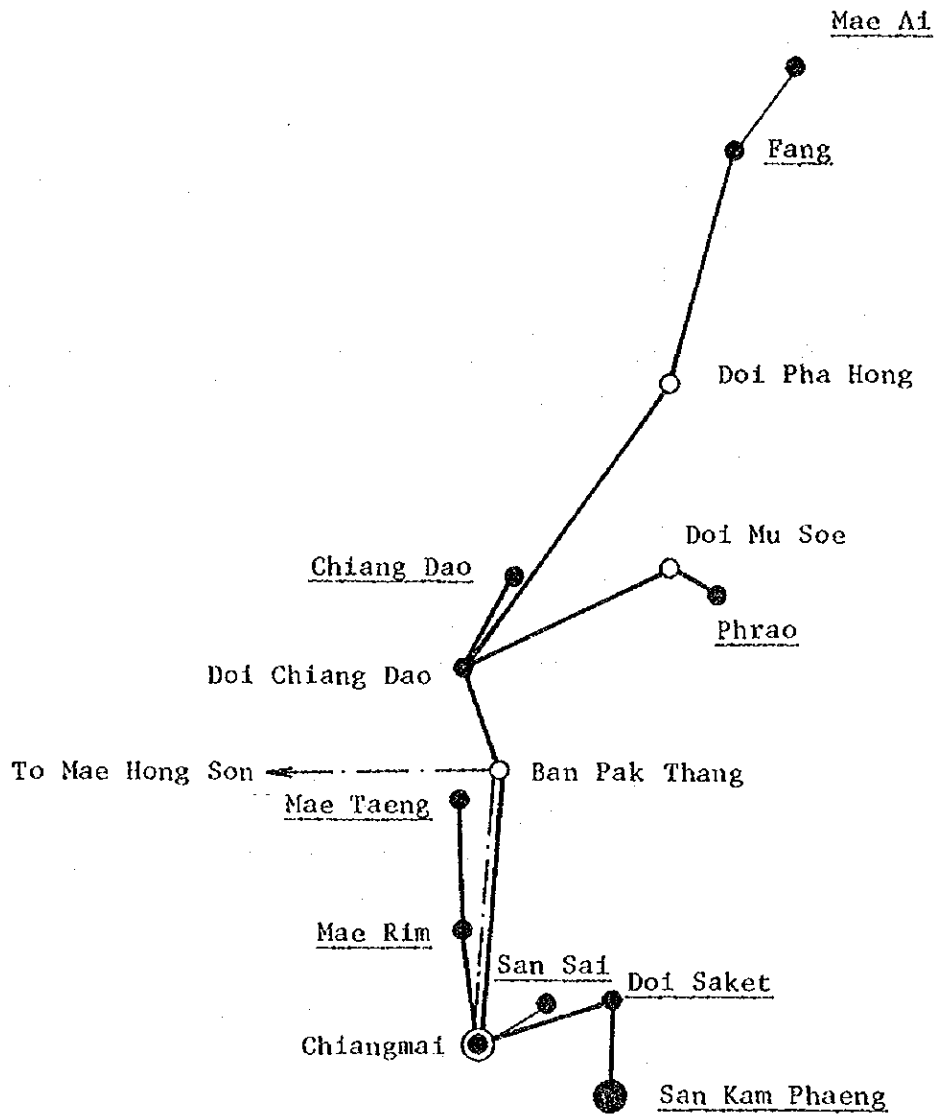 Mae Ai
Fang
Doi Pha Hong
Doi Mu Soe
Chiang Dao
Phrao
Doi Chiang Dao
To Mae Hong Son
Ban Pak Thang
Mae Taeng
Mae Rim
San Sai
Doi Saket
Chiangmai
San Kam Phaeng